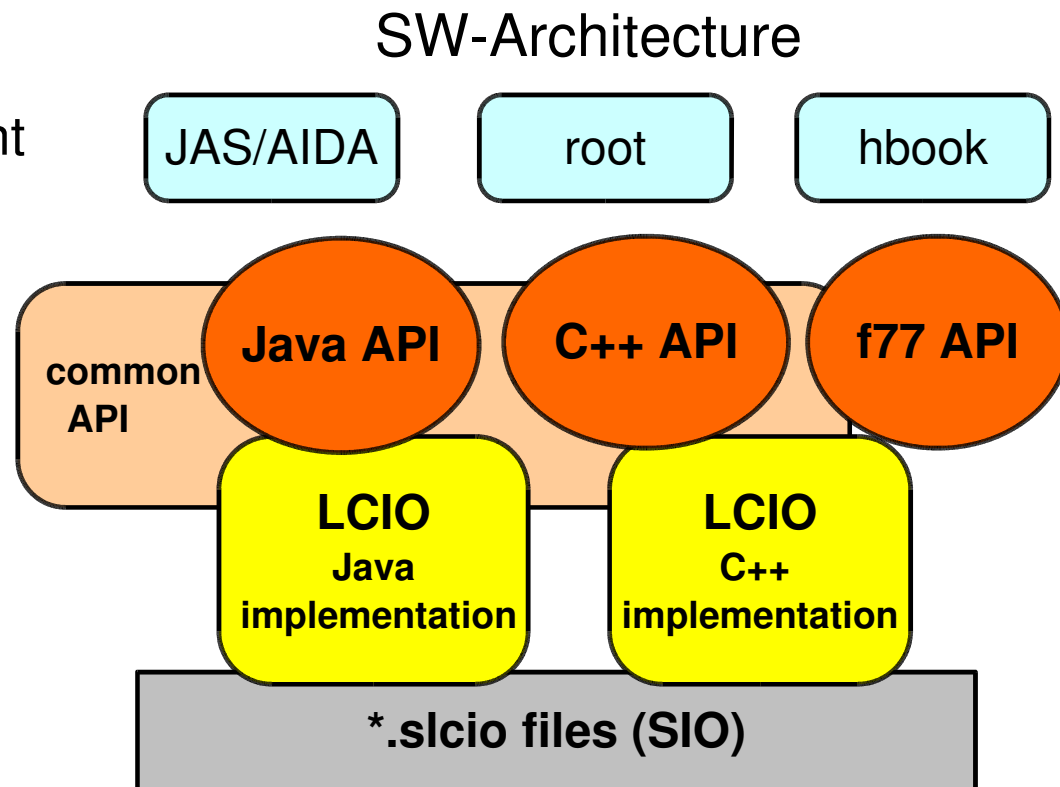 SW-Architecture
nt
JAS/AIDA
root
hbook
Java API
C++ API
f77 API
common
API
LCIO
Java
implementation
LCIO
C++
implementation
*.slcio files (SIO)